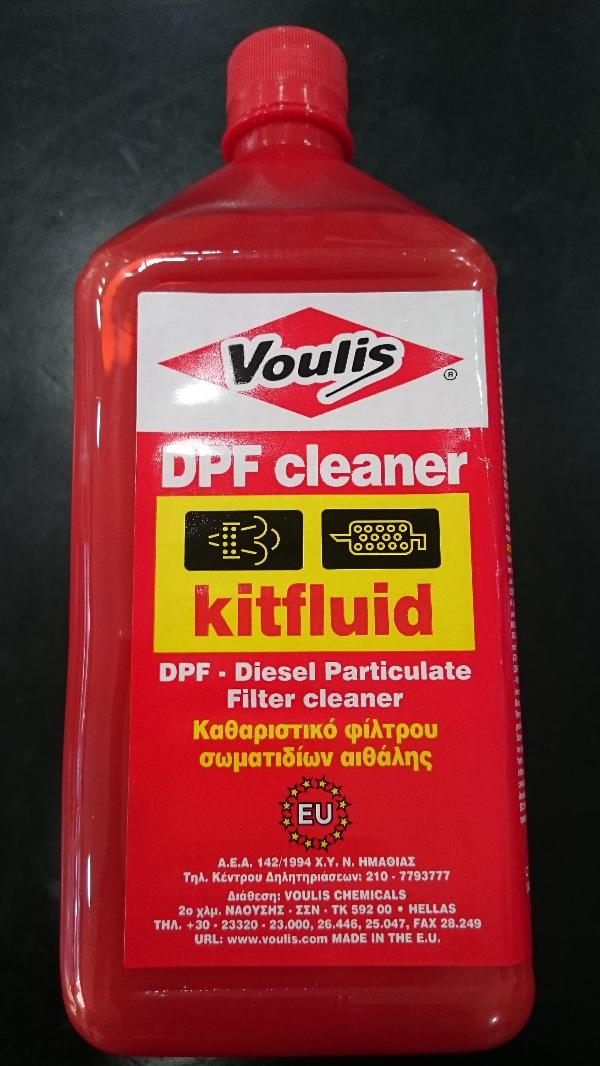 Voulis
®
DPF cleaner
kitfluid
DPF - Diesel Particulate
Filter cleaner
Καθαριστικό φίλτρου
σωματιδίων αιθάλης
EU
Α.Ε.Α. 142/1994 Χ.Υ. Ν. ΗΜΑΘΙΑΣ
Τηλ. Κέντρου Δηλητηριάσεων: 210 - 7793777
Διάθεση: VOULIS CHEMICALS
2ο χλμ. ΝΑΟΥΣΗΣ - ΣΣΝ - ΤΚ 592 00 • HELLAS
ΤΗΛ. +30 - 23320 - 23.000, 26.446, 25.047, FAX 28.249
URL: www.voulis.com MADE IN THE E.U.